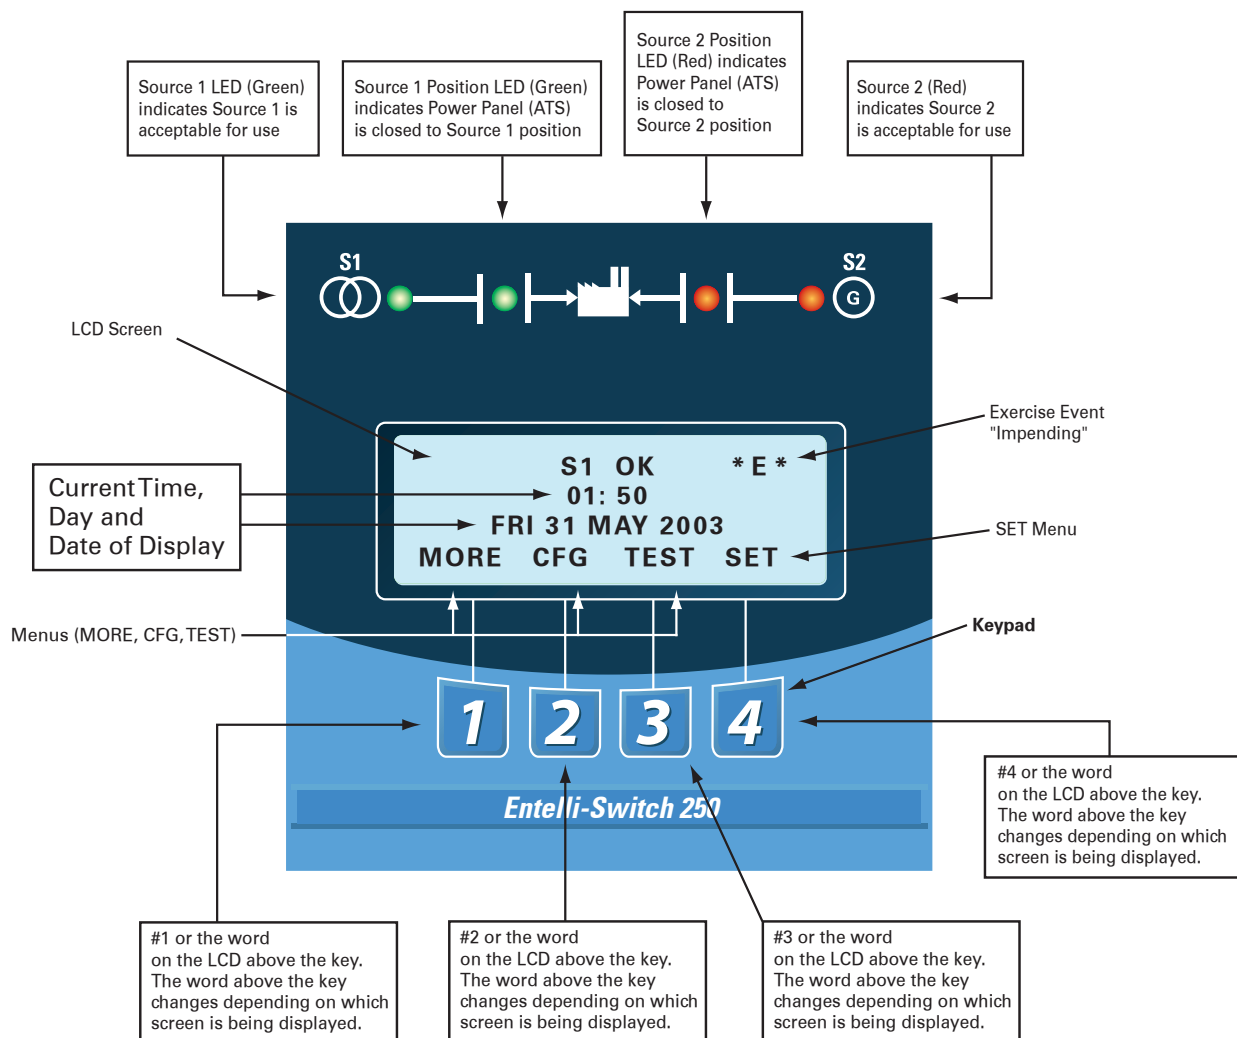 Source 1 LED (Green)
indicates Source 1 is
acceptable for use
Source 1 Position LED (Green)
indicates Power Panel (ATS)
is closed to Source 1 position
Source 2 Position
LED (Red) indicates
Power Panel (ATS)
is closed to
Source 2 position
Source 2 (Red)
indicates Source 2
is acceptable for use
S1
S2
G
LCD Screen
Exercise Event
"Impending"
S1 OK *E*
01: 50
FRI 31 MAY 2003
MORE CFG TEST SET
Current Time,
Day and
Date of Display
SET Menu
Menus (MORE, CFG, TEST)
Keypad
1 2 3 4
Entelli-Switch 250
#4 or the word
on the LCD above the key.
The word above the key
changes depending on which
screen is being displayed.
#1 or the word
on the LCD above the key.
The word above the key
changes depending on which
screen is being displayed.
#2 or the word
on the LCD above the key.
The word above the key
changes depending on which
screen is being displayed.
#3 or the word
on the LCD above the key.
The word above the key
changes depending on which
screen is being displayed.